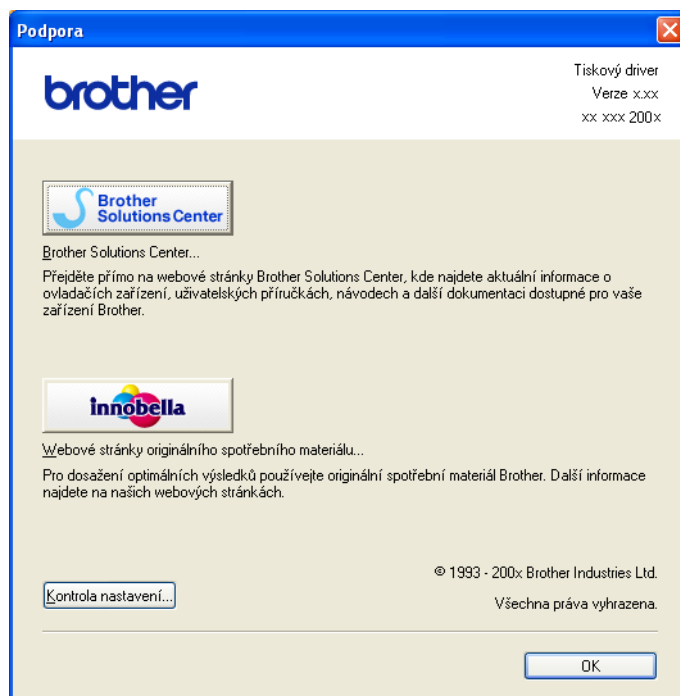 Podpora
brother
Tiskový driver
Verze x.xx
xx xxx 200x
Brother
Solutions Center
Brother Solutions Center...
Přejděte přímo na webové stránky Brother Solutions Center, kde najdete aktuální informace o
ovladačích zařízení, uživatelských příručkách, návodech a další dokumentaci dostupné pro vaše
zařízení Brother.
innobella
Webové stránky originálního spotřebního materiálu...
Pro dosažení optimálních výsledků používejte originální spotřební materiál Brother. Další informace
najdete na našich webových stránkách.
© 1993 - 200x Brother Industries Ltd.
Kontrola nastavení...
Všechna práva vyhrazena.
OK